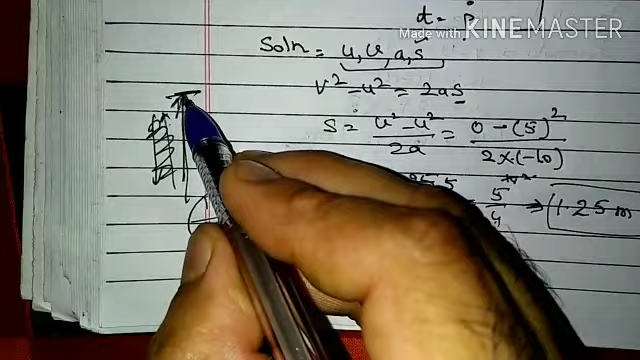 t = ?
Made with KINEMASTER
Soln = u, v, a, s
v² - u² = 2as
s = v² - u² / 2a = 0 - (5)² / 2 × (-10)
5 / 4 → 1.25 m